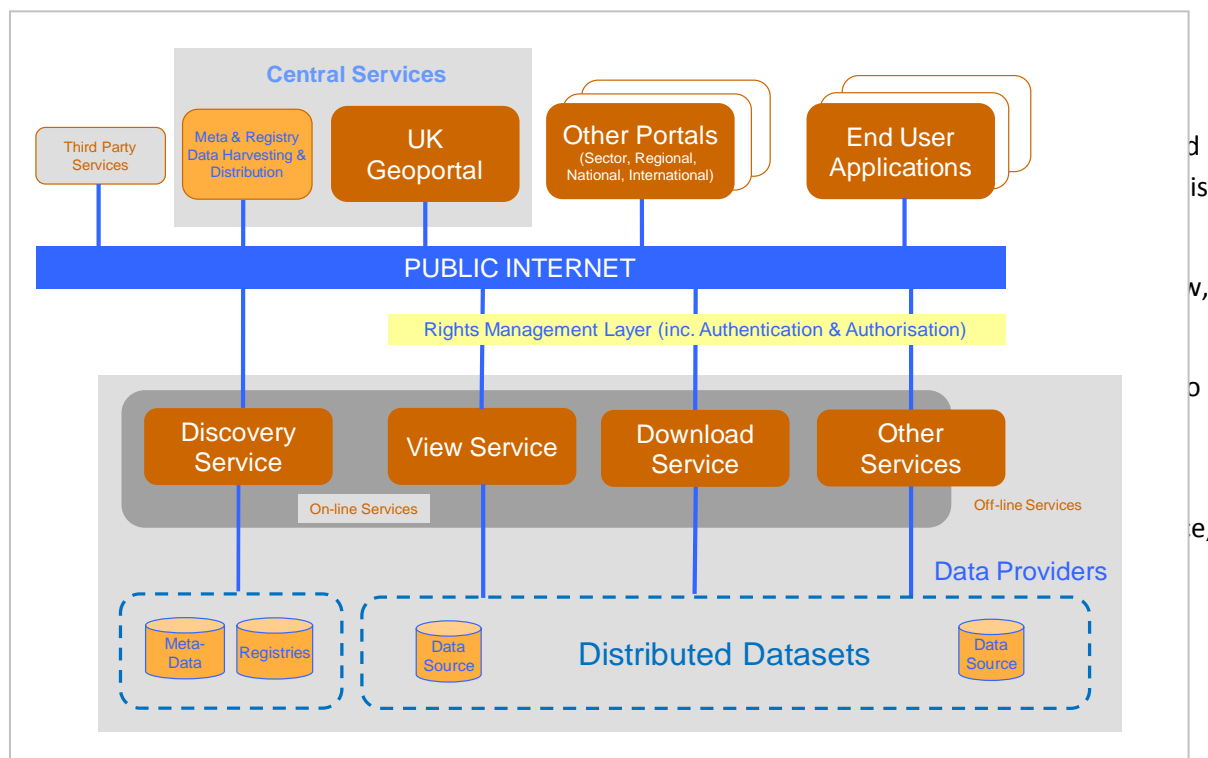 Central Services
Third Party
Services
Meta & Registry
Data Harvesting &
Distribution
UK
Geoportal
Other Portals
(Sector, Regional,
National, International)
End User
Applications
d
is
PUBLIC INTERNET
w,
Rights Management Layer (inc. Authentication & Authorisation)
o
Discovery
Service
View Service
Download
Service
Other
Services
On-line Services
Off-line Services
e,
Data Providers
Meta-
Data
Registries
Data
Source
Distributed Datasets
Data
Source